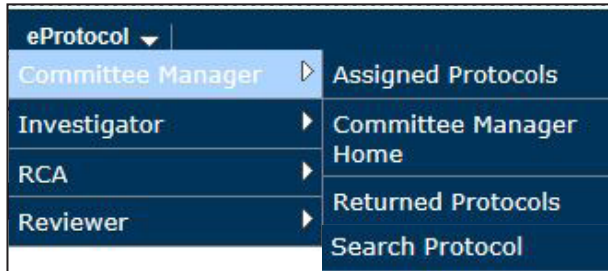 eProtocol
Committee Manager
Investigator
RCA
Reviewer
Assigned Protocols
Committee Manager
Home
Returned Protocols
Search Protocol